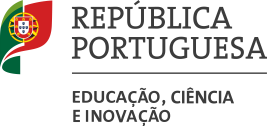 REPÚBLICA
PORTUGUESA
EDUCAÇÃO, CIÊNCIA
E INOVAÇÃO